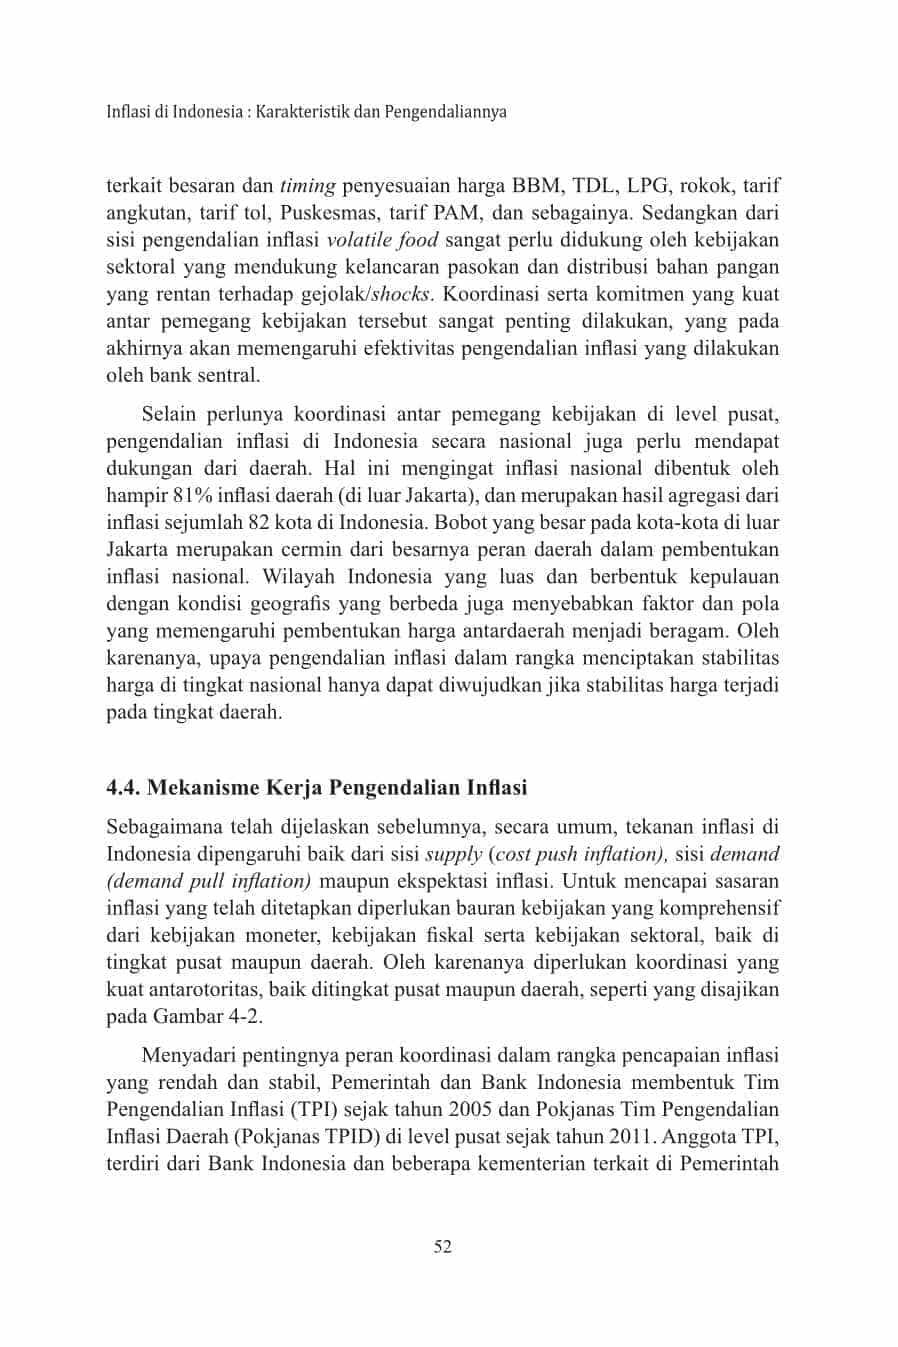 Inflasi di Indonesia : Karakteristik dan Pengendaliannya
terkait besaran dan timing penyesuaian harga BBM, TDL, LPG, rokok, tarif
angkutan, tarif tol, Puskesmas, tarif PAM, dan sebagainya. Sedangkan dari
sisi pengendalian inflasi volatile food sangat perlu didukung oleh kebijakan
sektoral yang mendukung kelancaran pasokan dan distribusi bahan pangan
yang rentan terhadap gejolak/shocks. Koordinasi serta komitmen yang kuat
antar pemegang kebijakan tersebut sangat penting dilakukan, yang pada
akhirnya akan memengaruhi efektivitas pengendalian inflasi yang dilakukan
oleh bank sentral.
Selain perlunya koordinasi antar pemegang kebijakan di level pusat,
pengendalian inflasi di Indonesia secara nasional juga perlu mendapat
dukungan dari daerah. Hal ini mengingat inflasi nasional dibentuk oleh
hampir 81% inflasi daerah (di luar Jakarta), dan merupakan hasil agregasi dari
inflasi sejumlah 82 kota di Indonesia. Bobot yang besar pada kota-kota di luar
Jakarta merupakan cermin dari besarnya peran daerah dalam pembentukan
inflasi nasional. Wilayah Indonesia yang luas dan berbentuk kepulauan
dengan kondisi geografis yang berbeda juga menyebabkan faktor dan pola
yang memengaruhi pembentukan harga antardaerah menjadi beragam. Oleh
karenanya, upaya pengendalian inflasi dalam rangka menciptakan stabilitas
harga di tingkat nasional hanya dapat diwujudkan jika stabilitas harga terjadi
pada tingkat daerah.
4.4. Mekanisme Kerja Pengendalian Inflasi
Sebagaimana telah dijelaskan sebelumnya, secara umum, tekanan inflasi di
Indonesia dipengaruhi baik dari sisi supply (cost push inflation), sisi demand
(demand pull inflation) maupun ekspektasi inflasi. Untuk mencapai sasaran
inflasi yang telah ditetapkan diperlukan bauran kebijakan yang komprehensif
dari kebijakan moneter, kebijakan fiskal serta kebijakan sektoral, baik di
tingkat pusat maupun daerah. Oleh karenanya diperlukan koordinasi yang
kuat antarotoritas, baik ditingkat pusat maupun daerah, seperti yang disajikan
pada Gambar 4-2.
Menyadari pentingnya peran koordinasi dalam rangka pencapaian inflasi
yang rendah dan stabil, Pemerintah dan Bank Indonesia membentuk Tim
Pengendalian Inflasi (TPI) sejak tahun 2005 dan Pokjanas Tim Pengendalian
Inflasi Daerah (Pokjanas TPID) di level pusat sejak tahun 2011. Anggota TPI,
terdiri dari Bank Indonesia dan beberapa kementerian terkait di Pemerintah
52